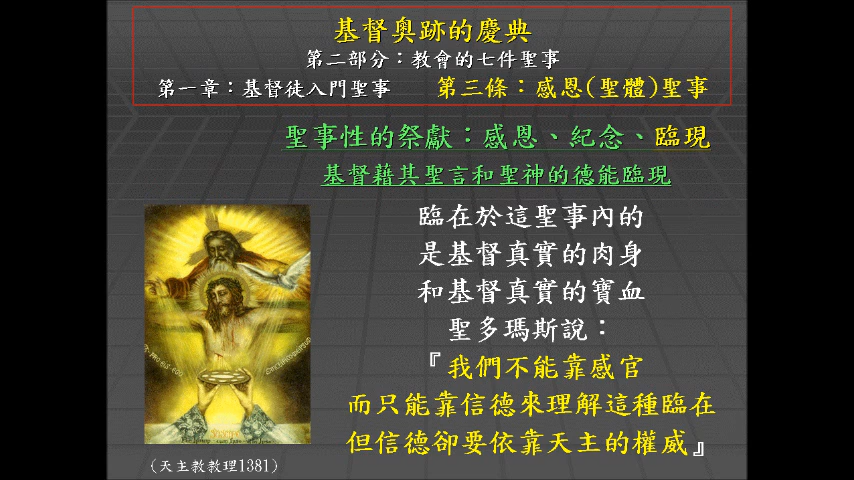 基督奧跡的慶典
第二部分：教會的七件聖事
第一章：基督徒入門聖事　第三條：感恩(聖體)聖事
聖事性的祭獻：感恩、紀念、臨現
基督藉其聖言和聖神的德能臨現
臨在於這聖事內的
是基督真實的肉身
和基督真實的寶血
聖多瑪斯說：
『我們不能靠感官
而只能靠信德來理解這種臨在
但信德卻要依靠天主的權威』
(天主教教理1381)